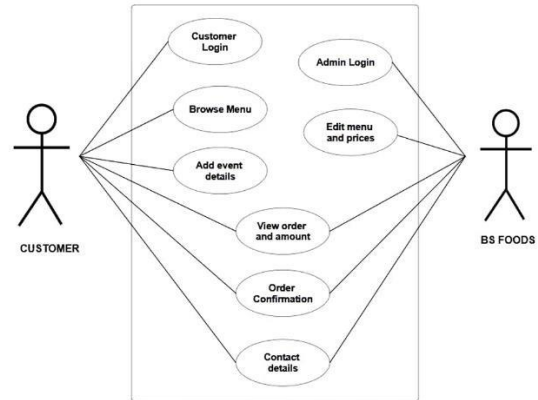 Customer
Login
Admin Login
Browse Menu
Edit menu
and prices
Add event
details
View order
and amount
CUSTOMER
BS FOODS
Order
Confirmation
Contact
details